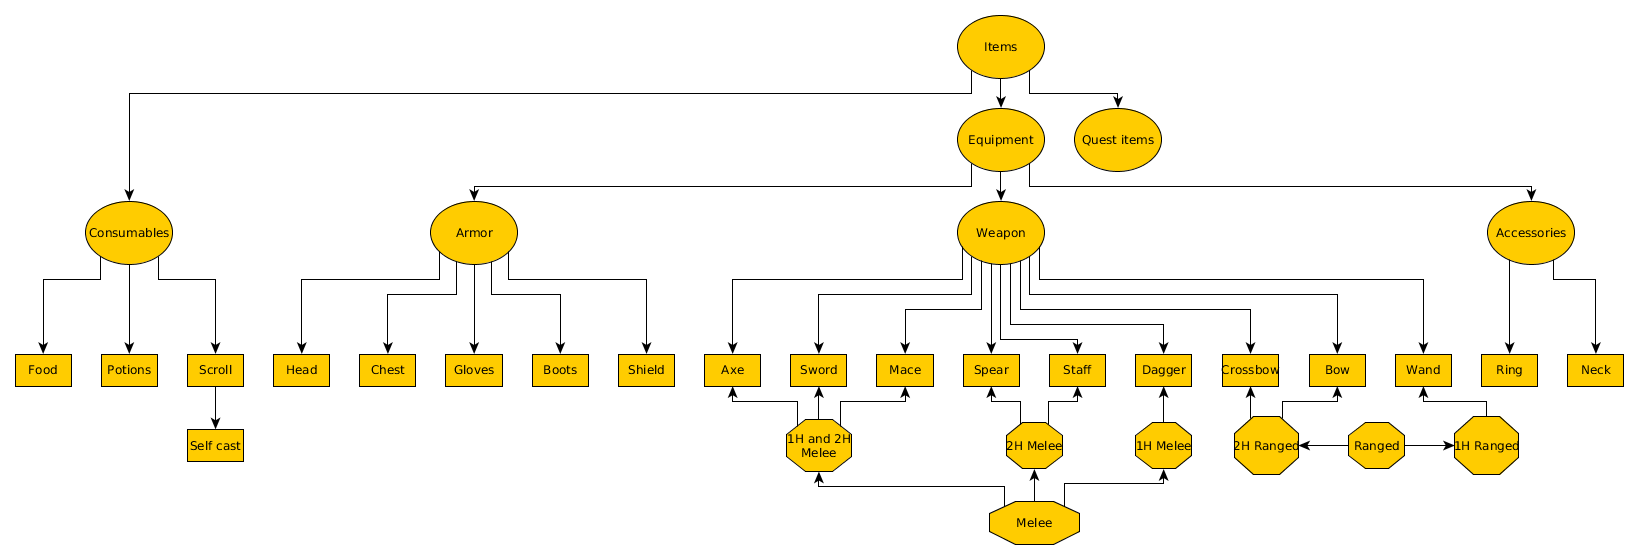 Items
Equipment
Quest items
Consumables
Armor
Weapon
Accessories
Food
Potions
Scroll
Head
Chest
Gloves
Boots
Shield
Axe
Sword
Mace
Spear
Staff
Dagger
Crossbow
Bow
Wand
Ring
Neck
Self cast
1H and 2H
Melee
2H Melee
1H Melee
2H Ranged
Ranged
1H Ranged
Melee